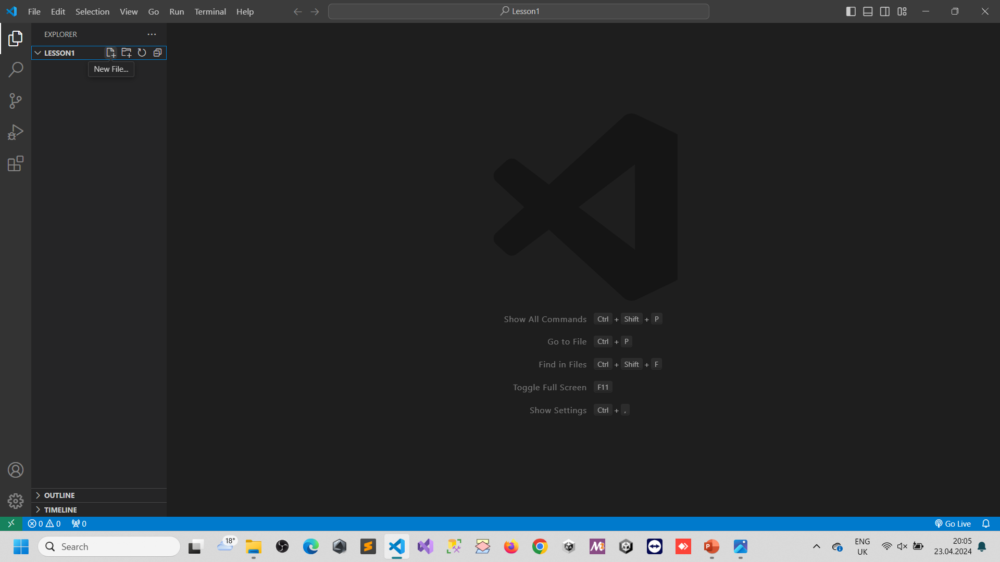 File Edit Selection View Go Run Terminal Help
Lesson1
EXPLORER
LESSON1
New File...
Show All Commands Ctrl + Shift + P
Go to File Ctrl + P
Find in Files Ctrl + Shift + F
Toggle Full Screen F11
Show Settings Ctrl + ,
OUTLINE
TIMELINE
0 0 0
Go Live
Search
18°
ENG
UK
20:05
23.04.2024